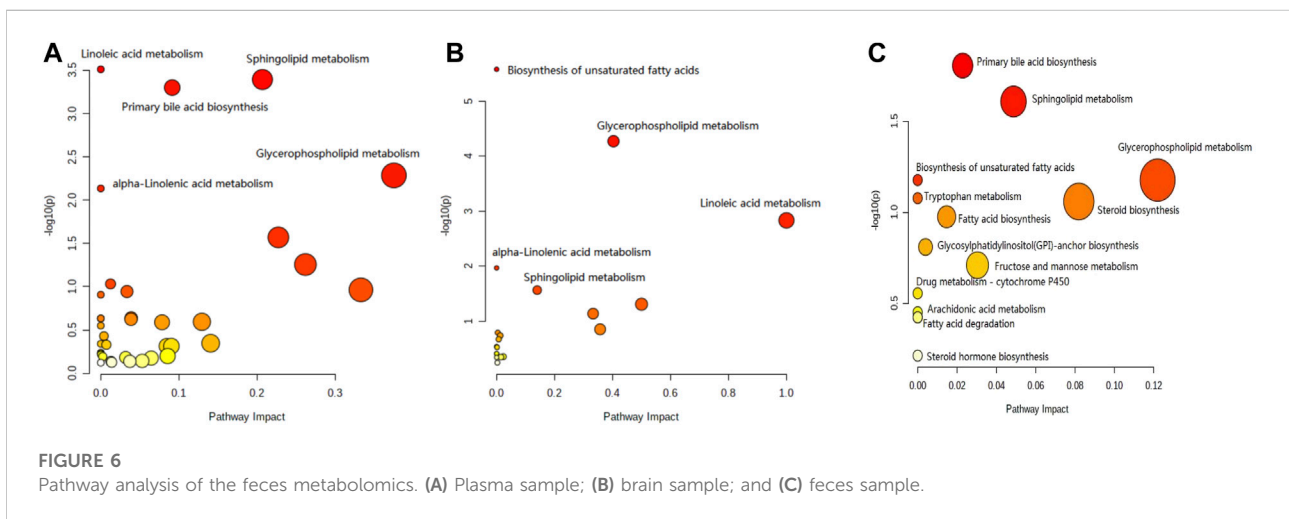 A
Linoleic acid metabolism
Sphingolipid metabolism
Primary bile acid biosynthesis
Glycerophospholipid metabolism
alpha-Linolenic acid metabolism
-log10(p)
3.5
3.0
2.5
2.0
1.5
1.0
0.5
0.0
0.0 0.1 0.2 0.3
Pathway Impact
B
Biosynthesis of unsaturated fatty acids
Glycerophospholipid metabolism
Linoleic acid metabolism
alpha-Linolenic acid metabolism
Sphingolipid metabolism
-log10(p)
5
4
3
2
1
0.0 0.2 0.4 0.6 0.8 1.0
Pathway Impact
C
Primary bile acid biosynthesis
Sphingolipid metabolism
Glycerophospholipid metabolism
Biosynthesis of unsaturated fatty acids
Tryptophan metabolism
Steroid biosynthesis
Fatty acid biosynthesis
Glycosylphatidylinositol(GPI)-anchor biosynthesis
Fructose and mannose metabolism
Drug metabolism - cytochrome P450
Arachidonic acid metabolism
Fatty acid degradation
Steroid hormone biosynthesis
-log10(p)
1.5
1.0
0.5
0.00 0.02 0.04 0.06 0.08 0.10 0.12
Pathway Impact
FIGURE 6
Pathway analysis of the feces metabolomics. (A) Plasma sample; (B) brain sample; and (C) feces sample.